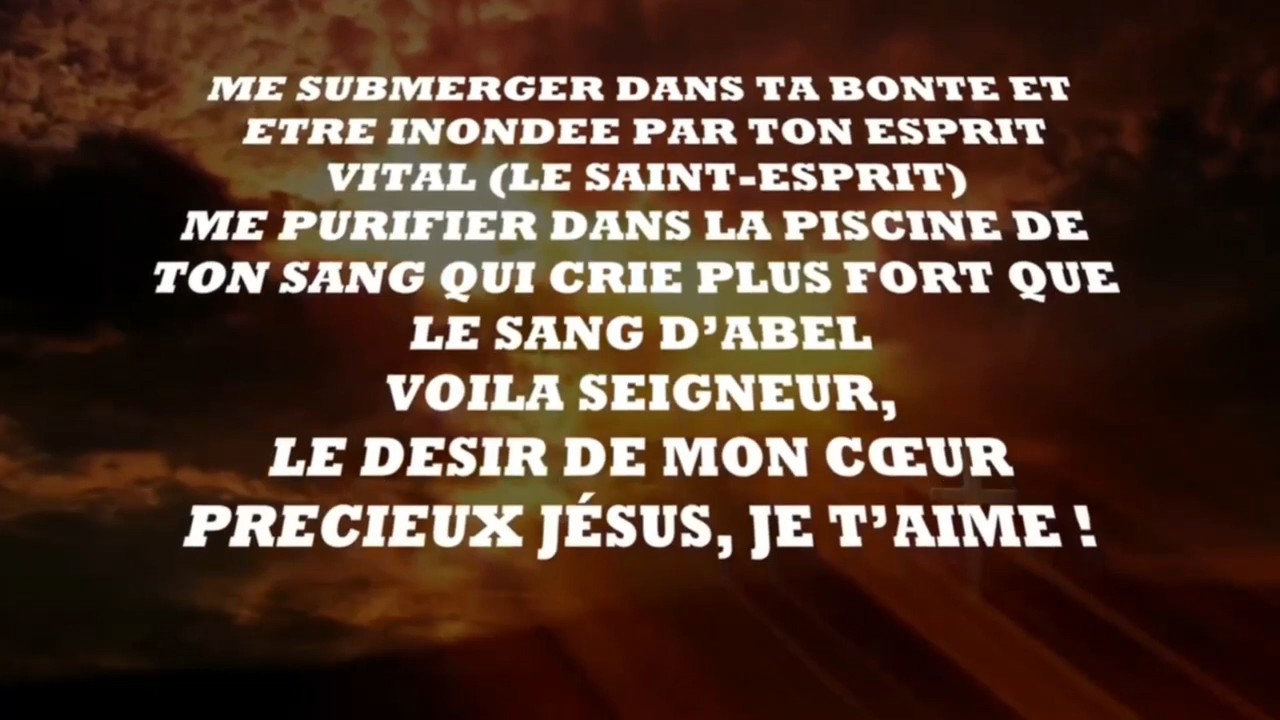 ME SUBMERGER DANS TA BONTE ET
ETRE INONDEE PAR TON ESPRIT
VITAL (LE SAINT-ESPRIT)
ME PURIFIER DANS LA PISCINE DE
TON SANG QUI CRIE PLUS FORT QUE
LE SANG D’ABEL
VOILA SEIGNEUR,
LE DESIR DE MON CŒUR
PRECIEUX JÉSUS, JE T’AIME !